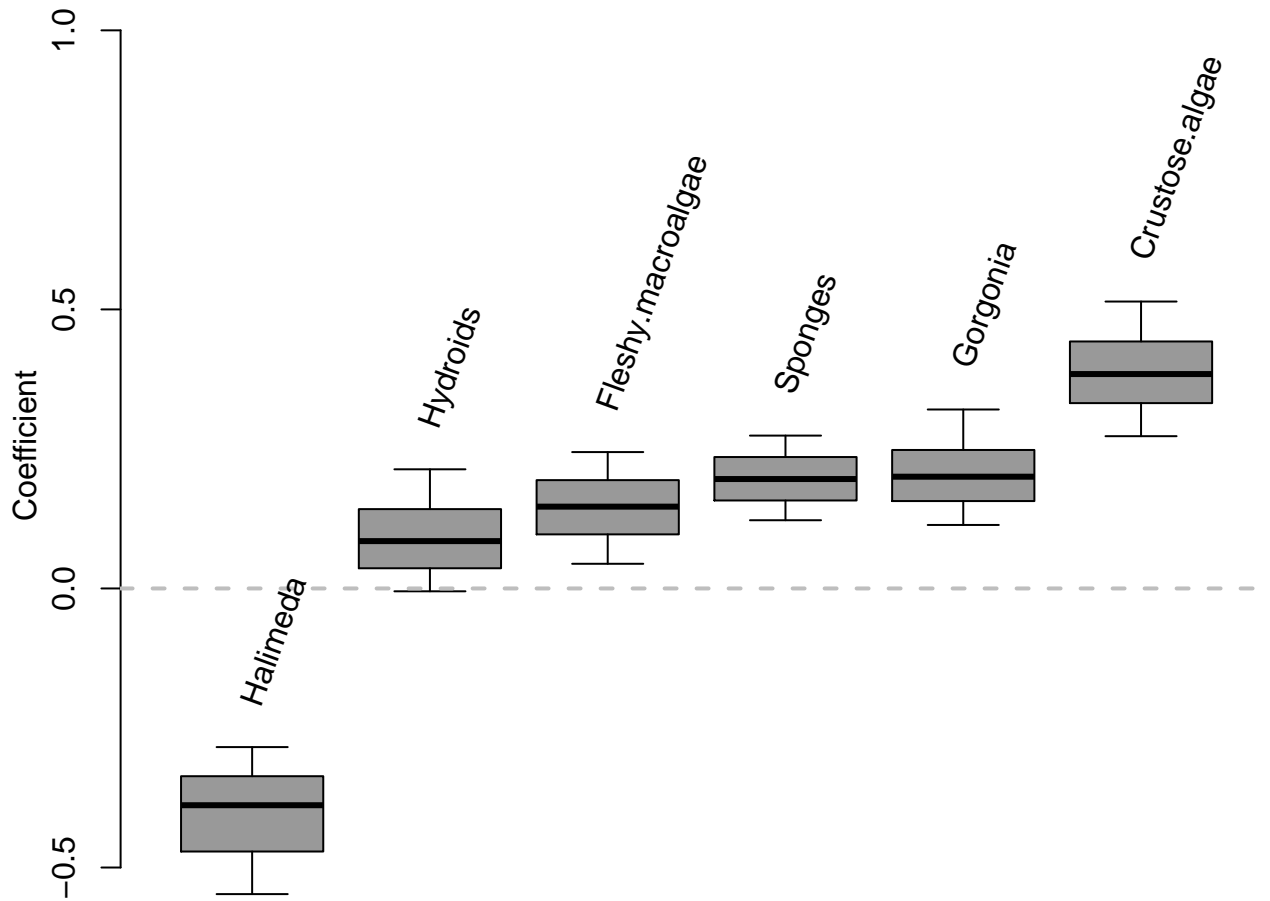 1.0
0.5
0.0
−0.5
Coefficient
Halimeda
Hydroids
Fleshy.macroalgae
Sponges
Gorgonia
Crustose.algae